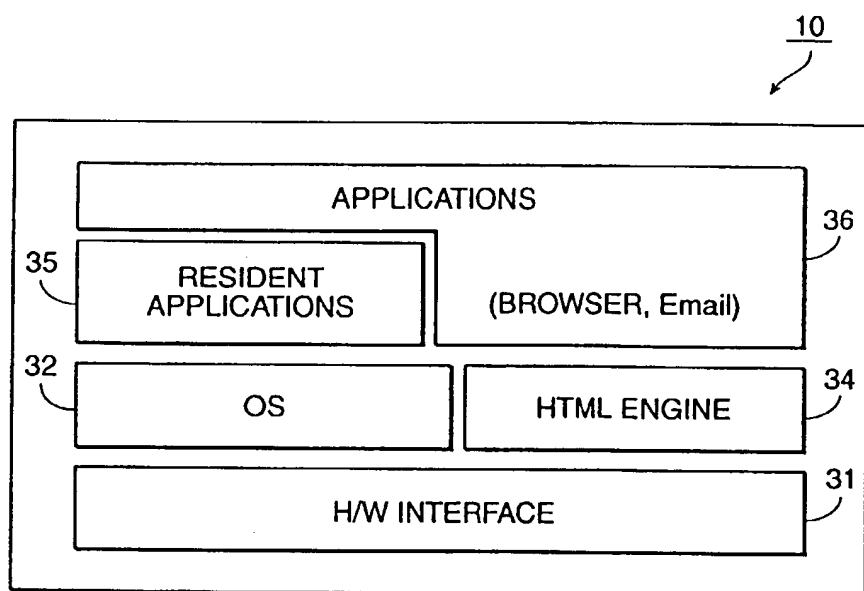 10
APPLICATIONS
36
35
RESIDENT
APPLICATIONS
(BROWSER, Email)
32
OS
HTML ENGINE
34
H/W INTERFACE
31